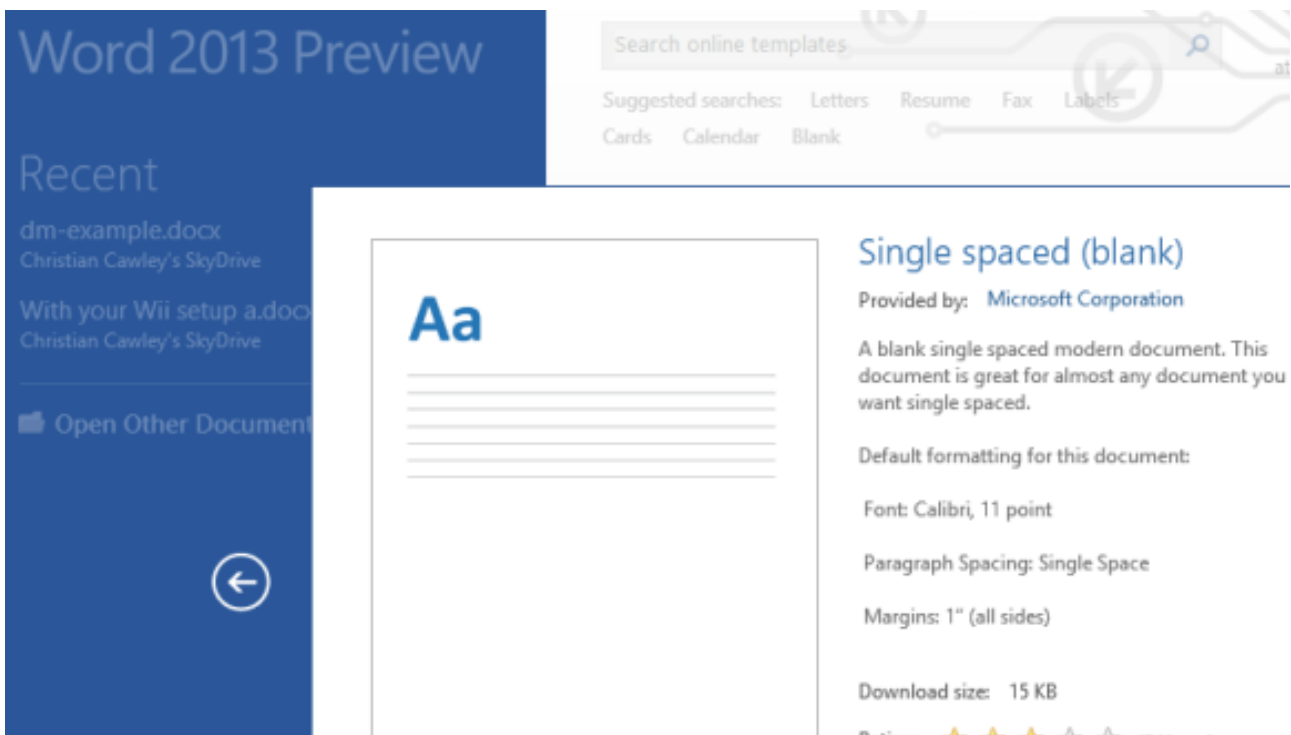 Word 2013 Preview
Search online templates
Suggested searches: Letters Resume Fax Labels
Cards Calendar Blank
Recent
dm-example.docx
Christian Cawley's SkyDrive
With your Wii setup a.doc
Christian Cawley's SkyDrive
Open Other Document
Aa
Single spaced (blank)
Provided by: Microsoft Corporation
A blank single spaced modern document. This
document is great for almost any document you
want single spaced.
Default formatting for this document:
Font: Calibri, 11 point
Paragraph Spacing: Single Space
Margins: 1" (all sides)
Download size: 15 KB